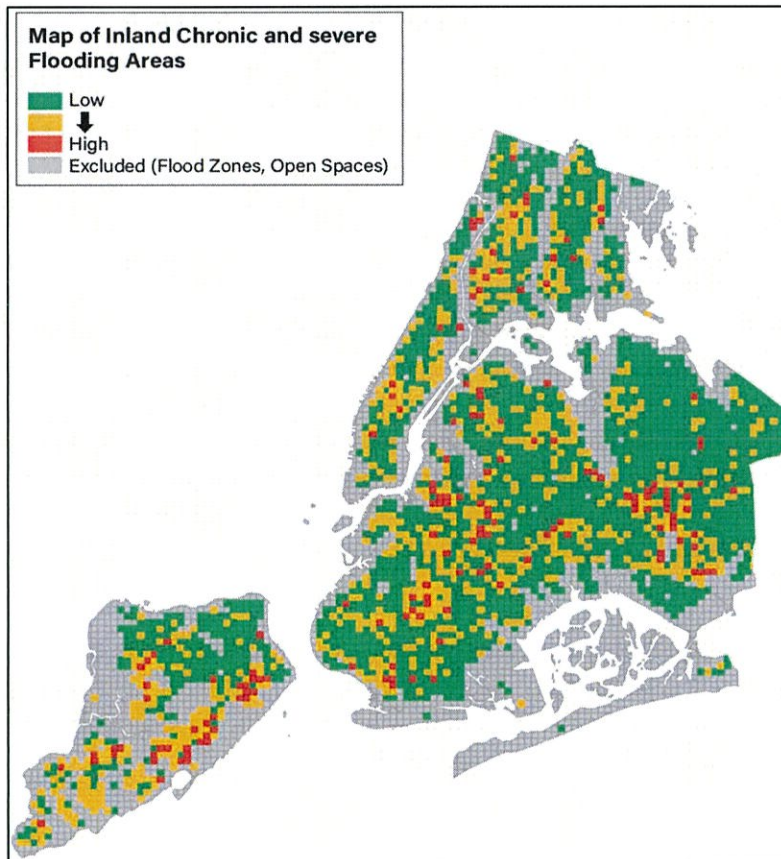 Map of Inland Chronic and severe
Flooding Areas
Low
High
Excluded (Flood Zones, Open Spaces)